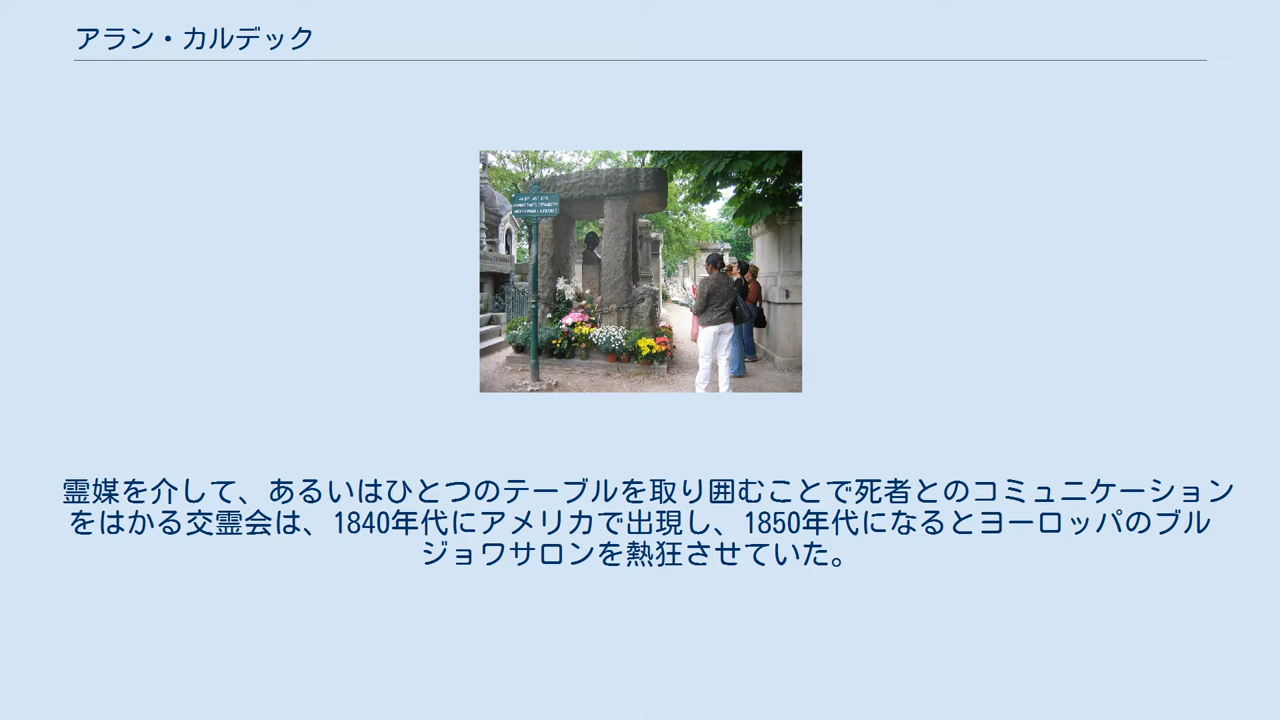 アラン・カルデック
霊媒を介して、あるいはひとつのテーブルを取り囲むことで死者とのコミュニケーション
をはかる交霊会は、1840年代にアメリカで出現し、1850年代になるとヨーロッパのブル
ジョワサロンを熱狂させていた。